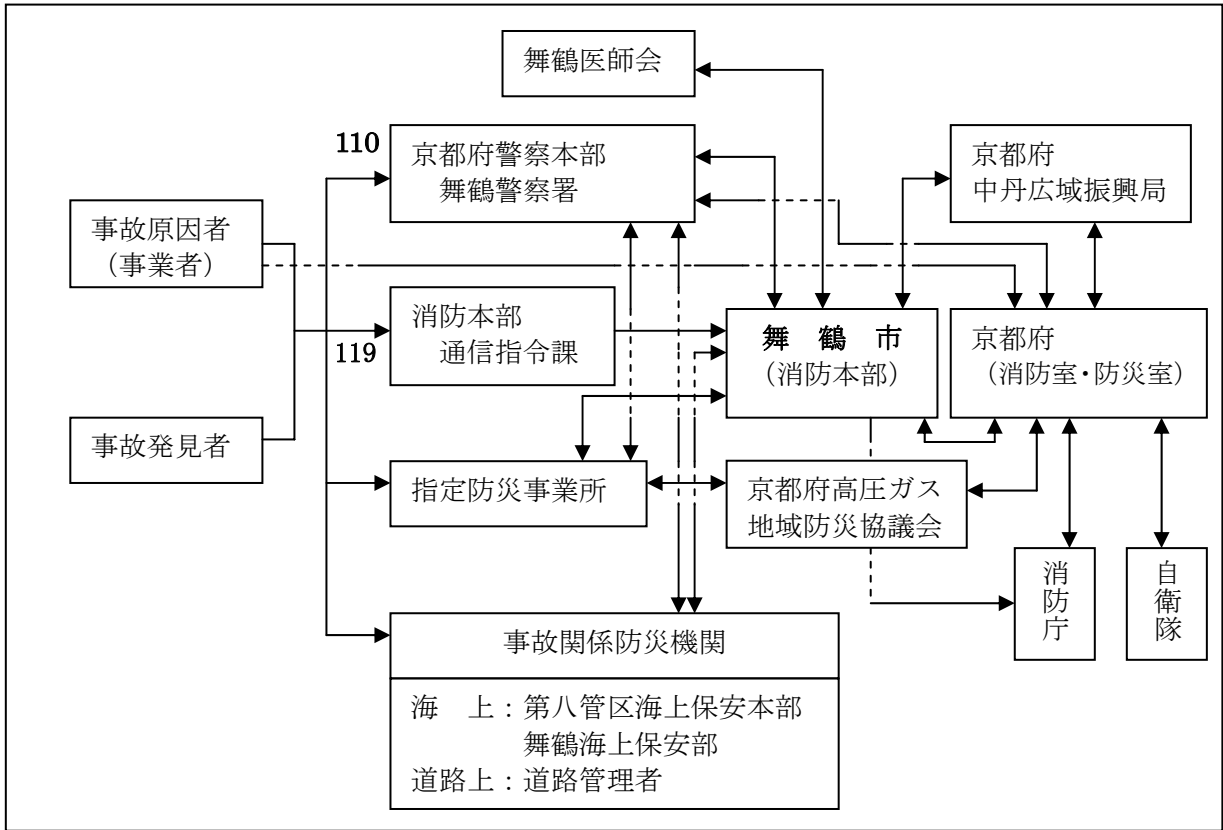 舞鶴医師会
110
京都府警察本部
舞鶴警察署
京都府
中丹広域振興局
事故原因者
（事業者）
消防本部
通信指令課
119
舞 鶴 市
（消防本部）
京都府
（消防室・防災室）
事故発見者
指定防災事業所
京都府高圧ガス
地域防災協議会
消防庁
自衛隊
事故関係防災機関
海　上：第八管区海上保安本部
舞鶴海上保安部
道路上：道路管理者